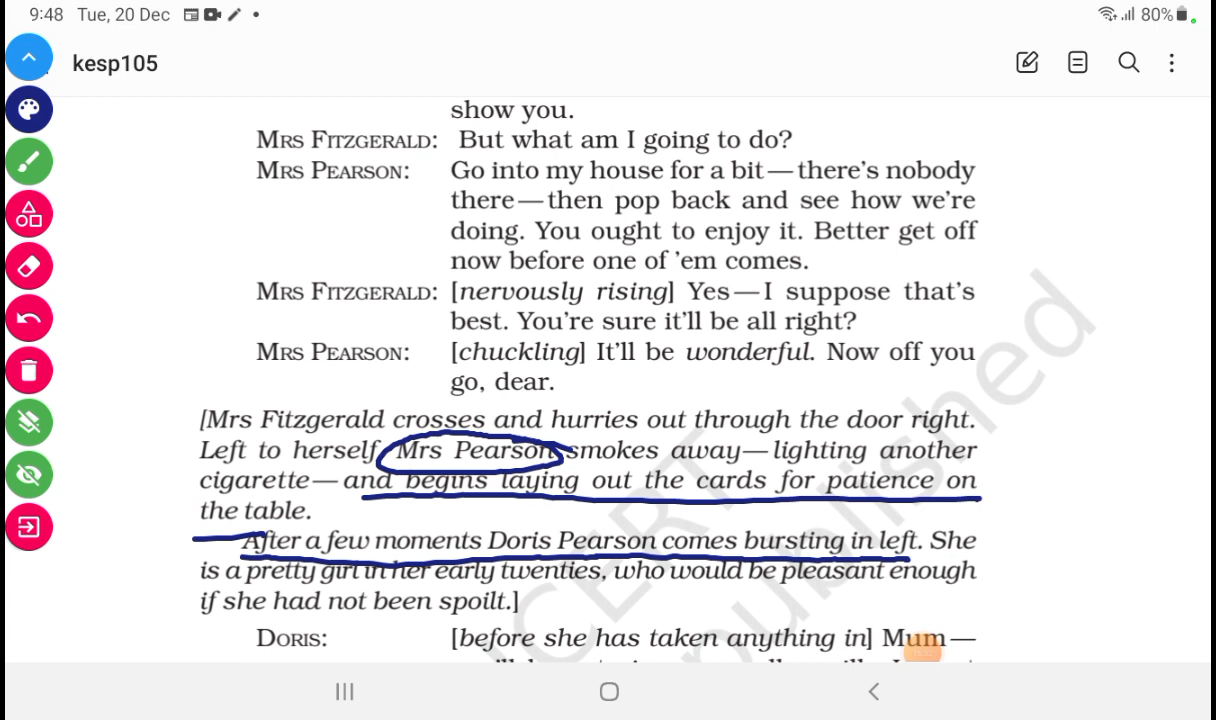 9:48 Tue, 20 Dec 80%
kesp105
show you.
MRS FITZGERALD: But what am I going to do?
MRS PEARSON: Go into my house for a bit—there's nobody
there—then pop back and see how we're
doing. You ought to enjoy it. Better get off
now before one of 'em comes.
MRS FITZGERALD: [nervously rising] Yes—I suppose that's
best. You're sure it'll be all right?
MRS PEARSON: [chuckling] It'll be wonderful. Now off you
go, dear.
[Mrs Fitzgerald crosses and hurries out through the door right.
Left to herself Mrs Pearson smokes away—lighting another
cigarette—and begins laying out the cards for patience on
the table.
After a few moments Doris Pearson comes bursting in left. She
is a pretty girl in her early twenties, who would be pleasant enough
if she had not been spoilt.]
DORIS: [before she has taken anything in] Mum—
NCERT
published